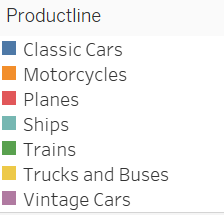 Productline
Classic Cars
Motorcycles
Planes
Ships
Trains
Trucks and Buses
Vintage Cars